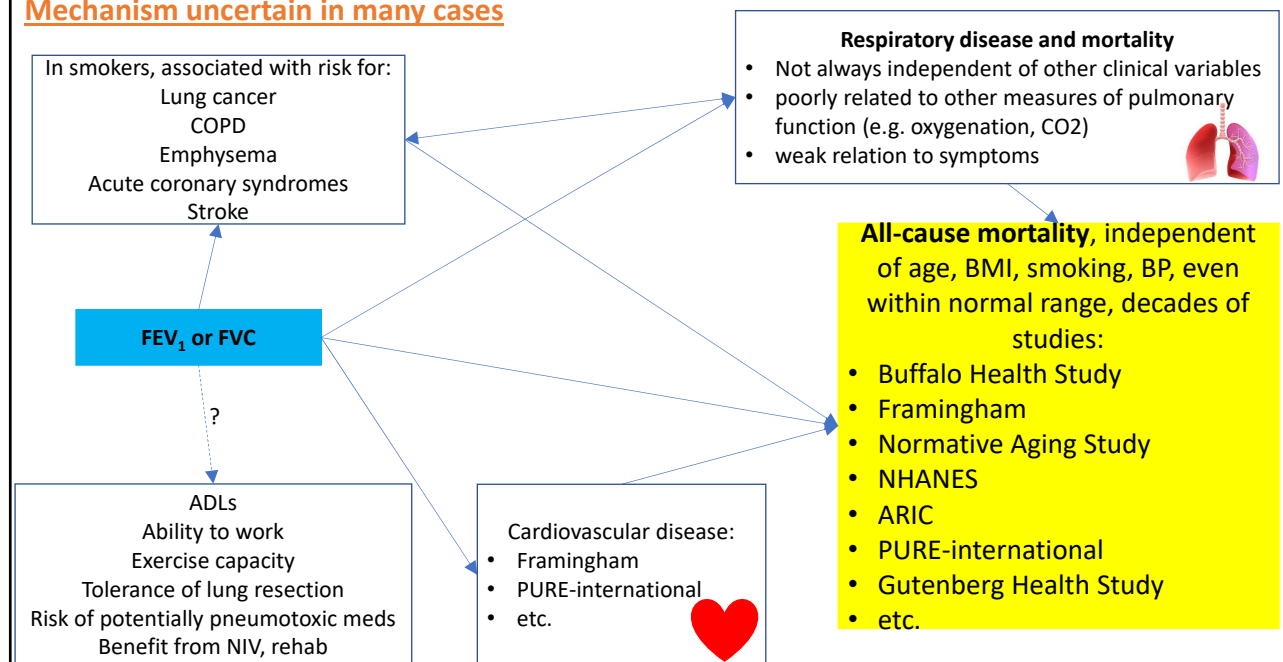 Mechanism uncertain in many cases
In smokers, associated with risk for:
Lung cancer
COPD
Emphysema
Acute coronary syndromes
Stroke
Respiratory disease and mortality
• Not always independent of other clinical variables
• poorly related to other measures of pulmonary
function (e.g. oxygenation, CO2)
• weak relation to symptoms
FEV₁ or FVC
?
All-cause mortality, independent
of age, BMI, smoking, BP, even
within normal range, decades of
studies:
• Buffalo Health Study
• Framingham
• Normative Aging Study
• NHANES
• ARIC
• PURE-international
• Gutenberg Health Study
• etc.
ADLs
Ability to work
Exercise capacity
Tolerance of lung resection
Risk of potentially pneumotoxic meds
Benefit from NIV, rehab
Cardiovascular disease:
• Framingham
• PURE-international
• etc.